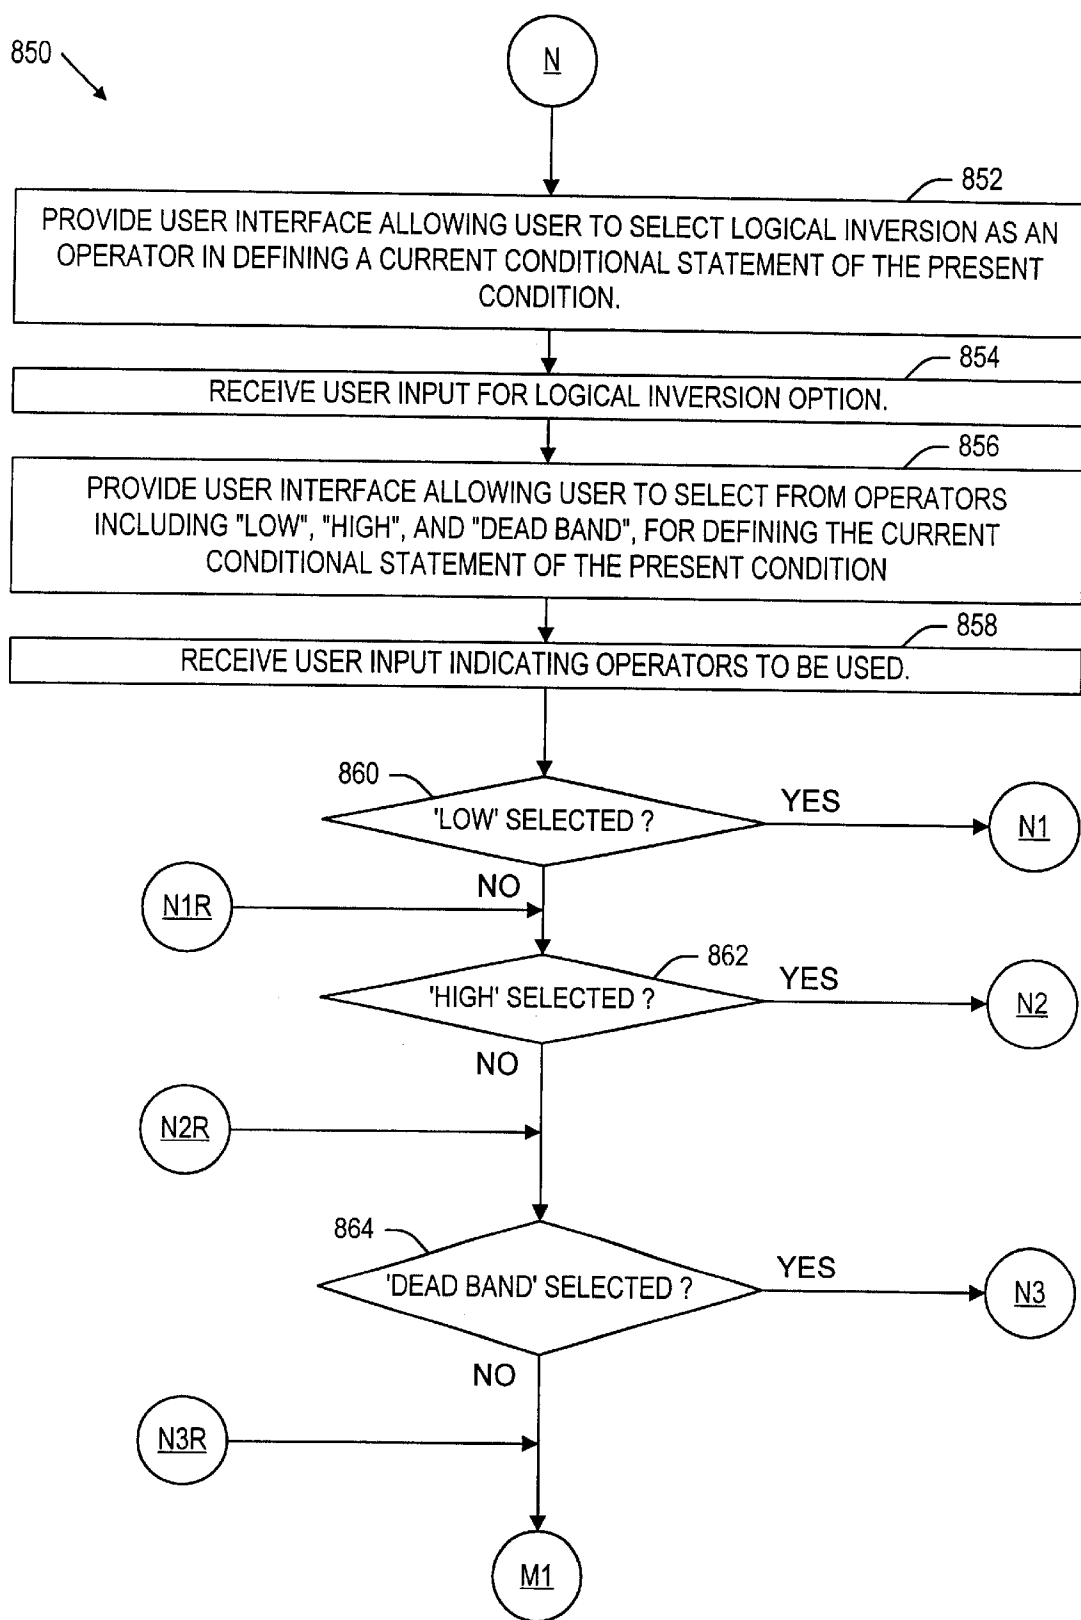 850
N
852
PROVIDE USER INTERFACE ALLOWING USER TO SELECT LOGICAL INVERSION AS AN
OPERATOR IN DEFINING A CURRENT CONDITIONAL STATEMENT OF THE PRESENT
CONDITION.
854
RECEIVE USER INPUT FOR LOGICAL INVERSION OPTION.
856
PROVIDE USER INTERFACE ALLOWING USER TO SELECT FROM OPERATORS
INCLUDING "LOW", "HIGH", AND "DEAD BAND", FOR DEFINING THE CURRENT
CONDITIONAL STATEMENT OF THE PRESENT CONDITION
858
RECEIVE USER INPUT INDICATING OPERATORS TO BE USED.
860
'LOW' SELECTED ?
YES
N1
NO
N1R
862
'HIGH' SELECTED ?
YES
N2
NO
N2R
864
'DEAD BAND' SELECTED ?
YES
N3
NO
N3R
M1